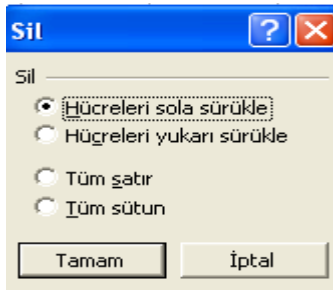 Sil
Sil
Hücreleri sola sürükle
Hücreleri yukarı sürükle
Tüm satır
Tüm sütun
Tamam
İptal